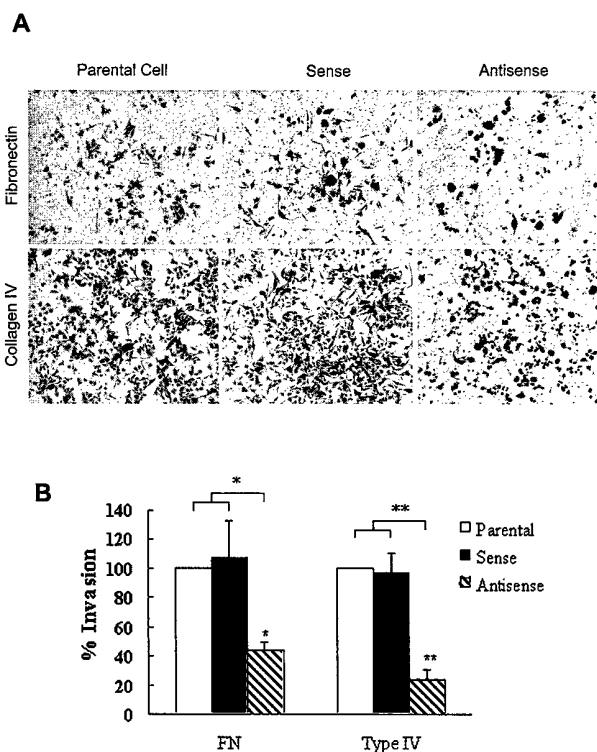 A
Parental Cell Sense Antisense
Fibronectin
Collagen IV
B
% Invasion
140
120
100
80
60
40
20
0
*
*
**
**
FN
Type IV
Parental
Sense
Antisense